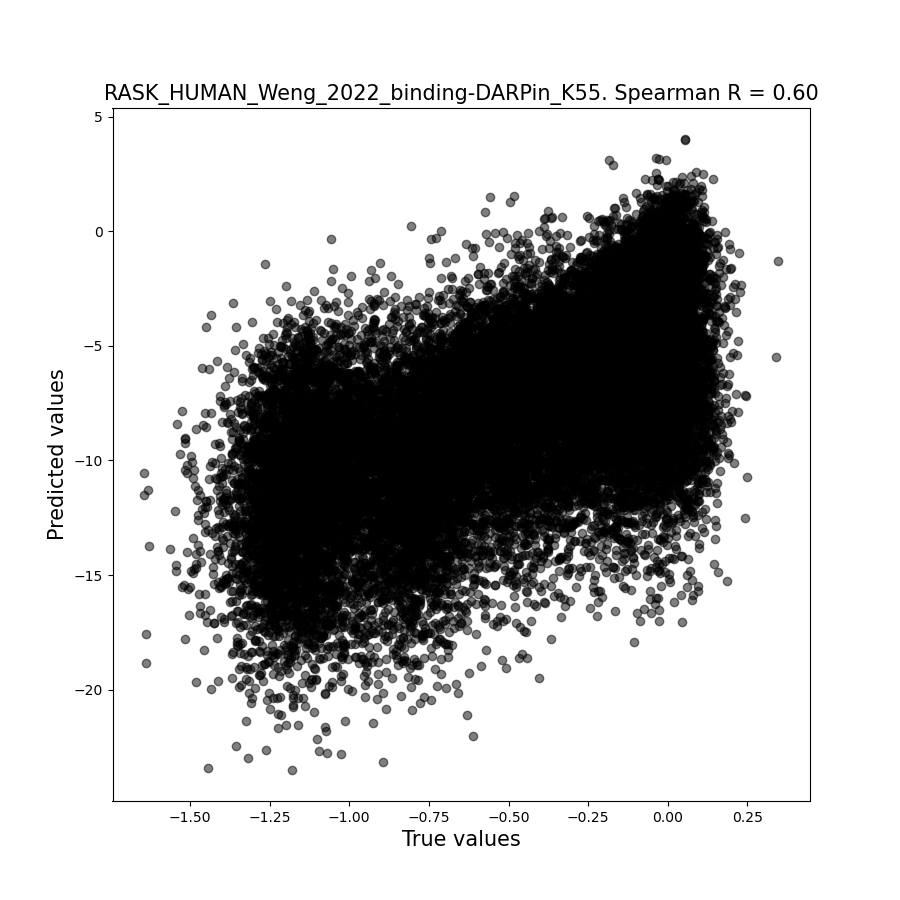 RASK_HUMAN_Weng_2022_binding-DARPin_K55. Spearman R = 0.60
5
0
−5
−10
−15
−20
Predicted values
−1.50 −1.25 −1.00 −0.75 −0.50 −0.25 0.00 0.25
True values